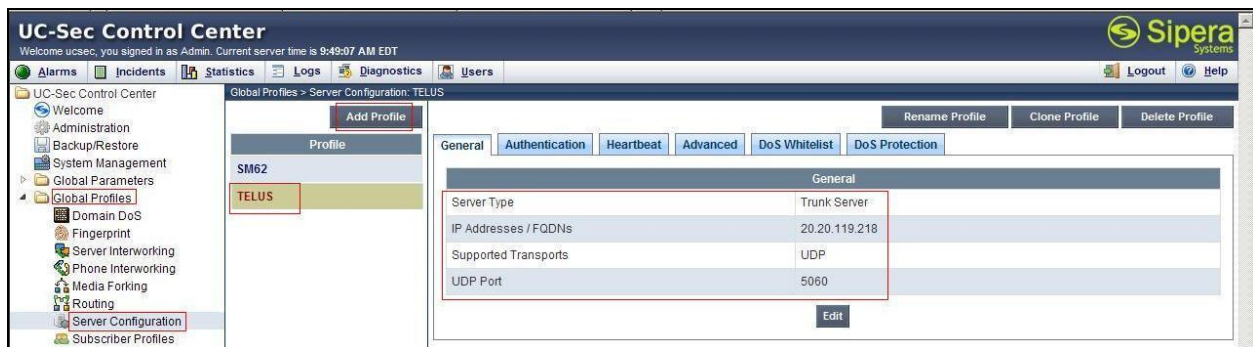 UC-Sec Control Center
Welcome ucsec, you signed in as Admin. Current server time is 9:49:07 AM EDT
Sipera
Systems
Alarms Incidents Statistics Logs Diagnostics Users Logout Help
UC-Sec Control Center
Welcome
Administration
Backup/Restore
System Management
Global Parameters
Global Profiles
Domain DoS
Fingerprint
Server Interworking
Phone Interworking
Media Forking
Routing
Server Configuration
Subscriber Profiles
Global Profiles > Server Configuration: TELUS
Add Profile
Profile
SM62
TELUS
Rename Profile Clone Profile Delete Profile
General Authentication Heartbeat Advanced DoS Whitelist DoS Protection
General
Server Type Trunk Server
IP Addresses / FQDNs 20.20.119.218
Supported Transports UDP
UDP Port 5060
Edit